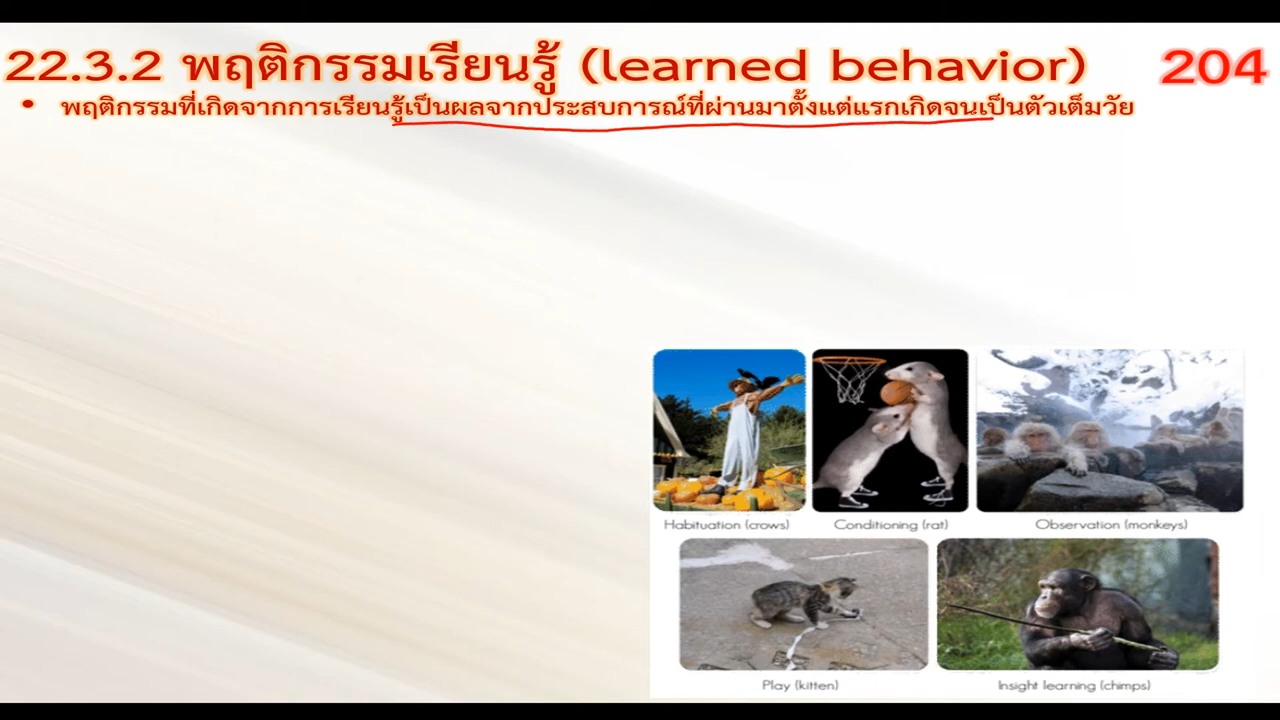 22.3.2 พฤติกรรมเรียนรู้ (learned behavior)
204
• พฤติกรรมที่เกิดจากการเรียนรู้เป็นผลจากประสบการณ์ที่ผ่านมาตั้งแต่แรกเกิดจนเป็นตัวเต็มวัย
Habituation (crows)
Conditioning (rat)
Observation (monkeys)
Play (kitten)
Insight learning (chimps)